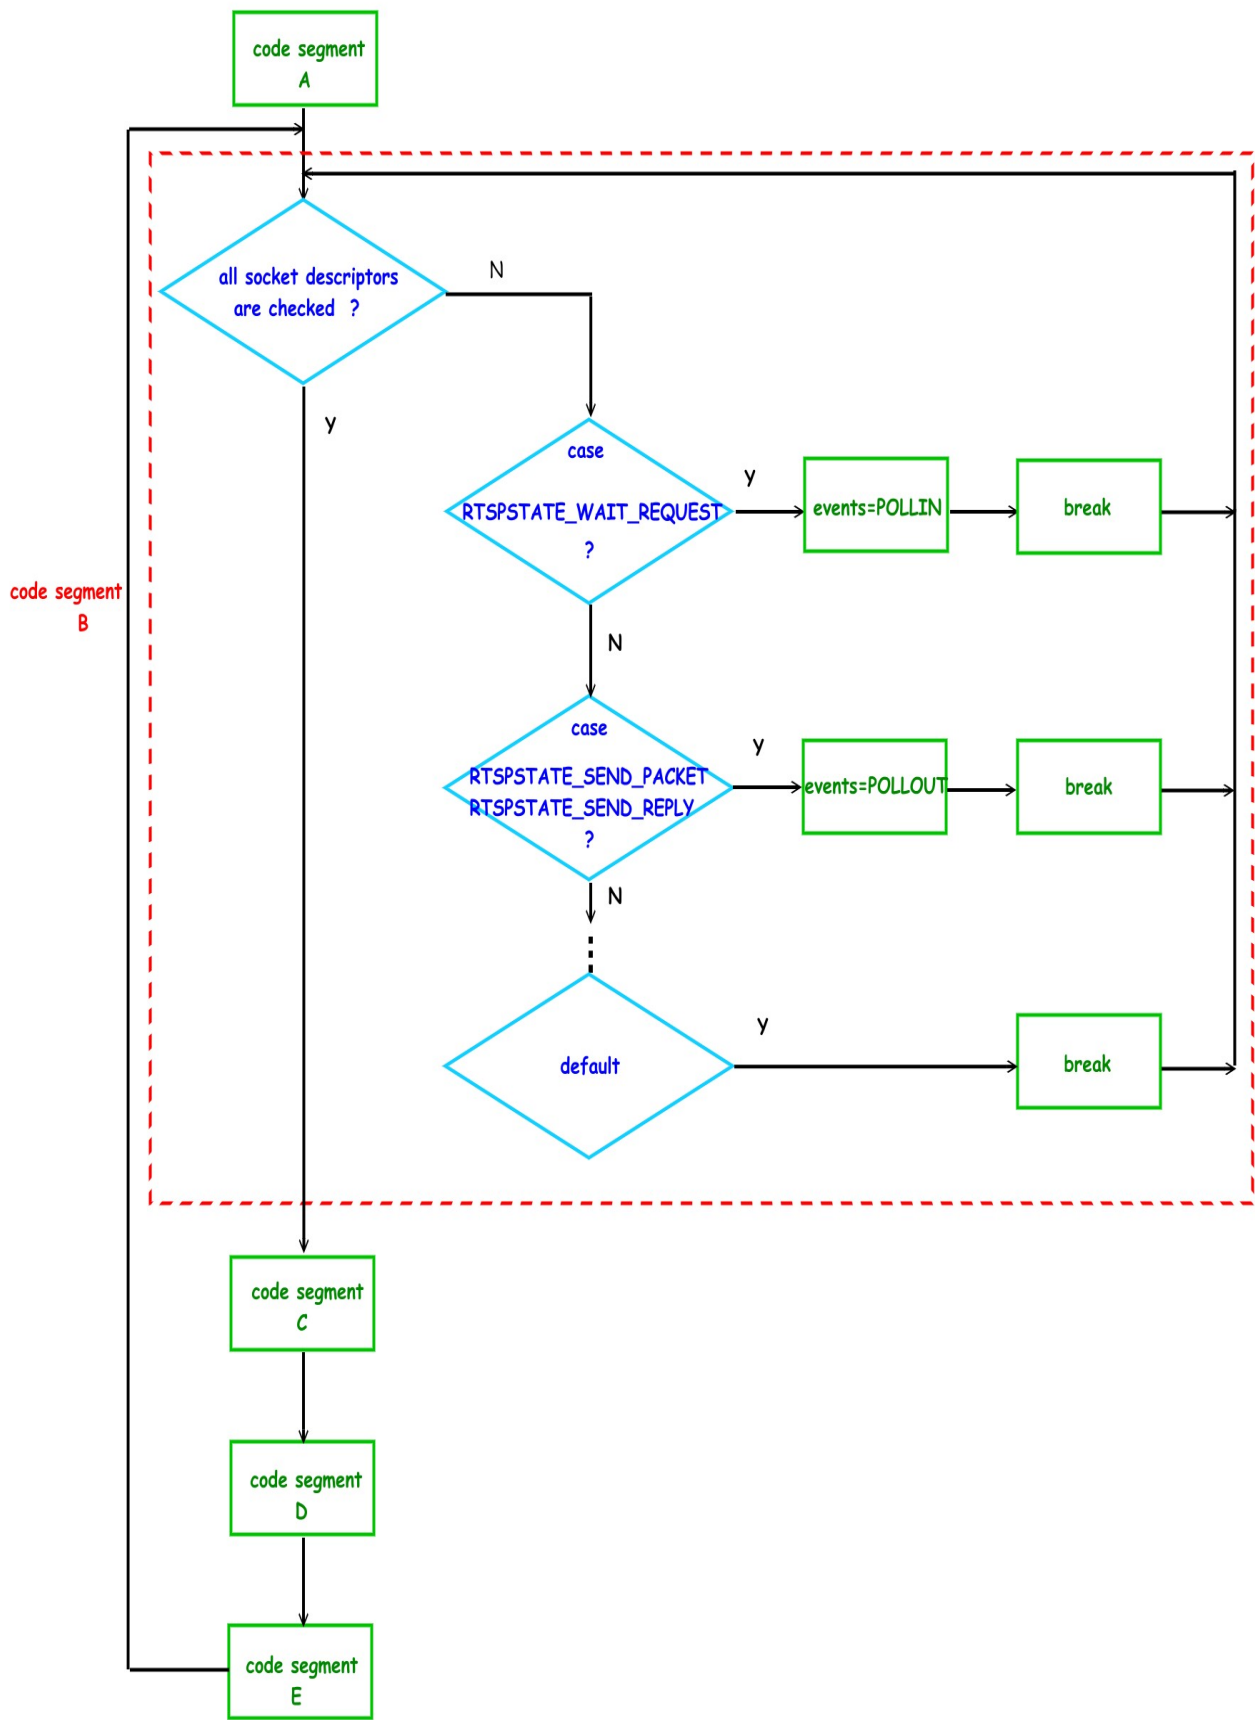 code segment
A
all socket descriptors
are checked ?
N
y
case
RTSPSTATE_WAIT_REQUEST
?
y
events=POLLIN
break
code segment
B
N
case
RTSPSTATE_SEND_PACKET
RTSPSTATE_SEND_REPLY
?
y
events=POLLOUT
break
N
default
y
break
code segment
C
code segment
D
code segment
E